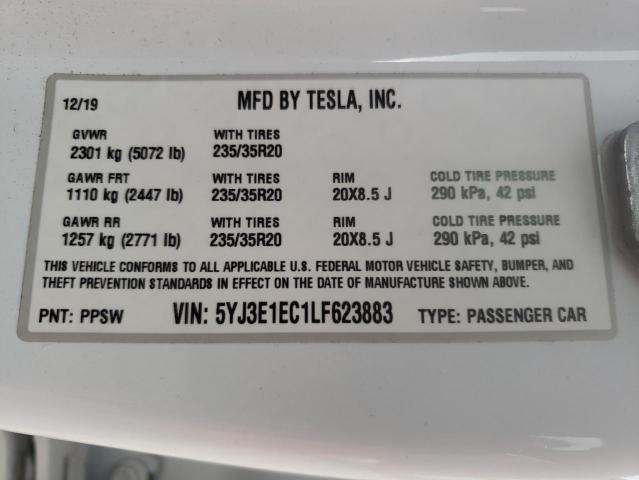 12/19 MFD BY TESLA, INC.
GVWR WITH TIRES
2301 kg (5072 lb) 235/35R20
GAWR FRT WITH TIRES RIM COLD TIRE PRESSURE
1110 kg (2447 lb) 235/35R20 20X8.5 J 290 kPa, 42 psi
GAWR RR WITH TIRES RIM COLD TIRE PRESSURE
1257 kg (2771 lb) 235/35R20 20X8.5 J 290 kPa, 42 psi
THIS VEHICLE CONFORMS TO ALL APPLICABLE U.S. FEDERAL MOTOR VEHICLE SAFETY, BUMPER, AND
THEFT PREVENTION STANDARDS IN EFFECT ON THE DATE OF MANUFACTURE SHOWN ABOVE.
PNT: PPSW VIN: 5YJ3E1EC1LF623883 TYPE: PASSENGER CAR